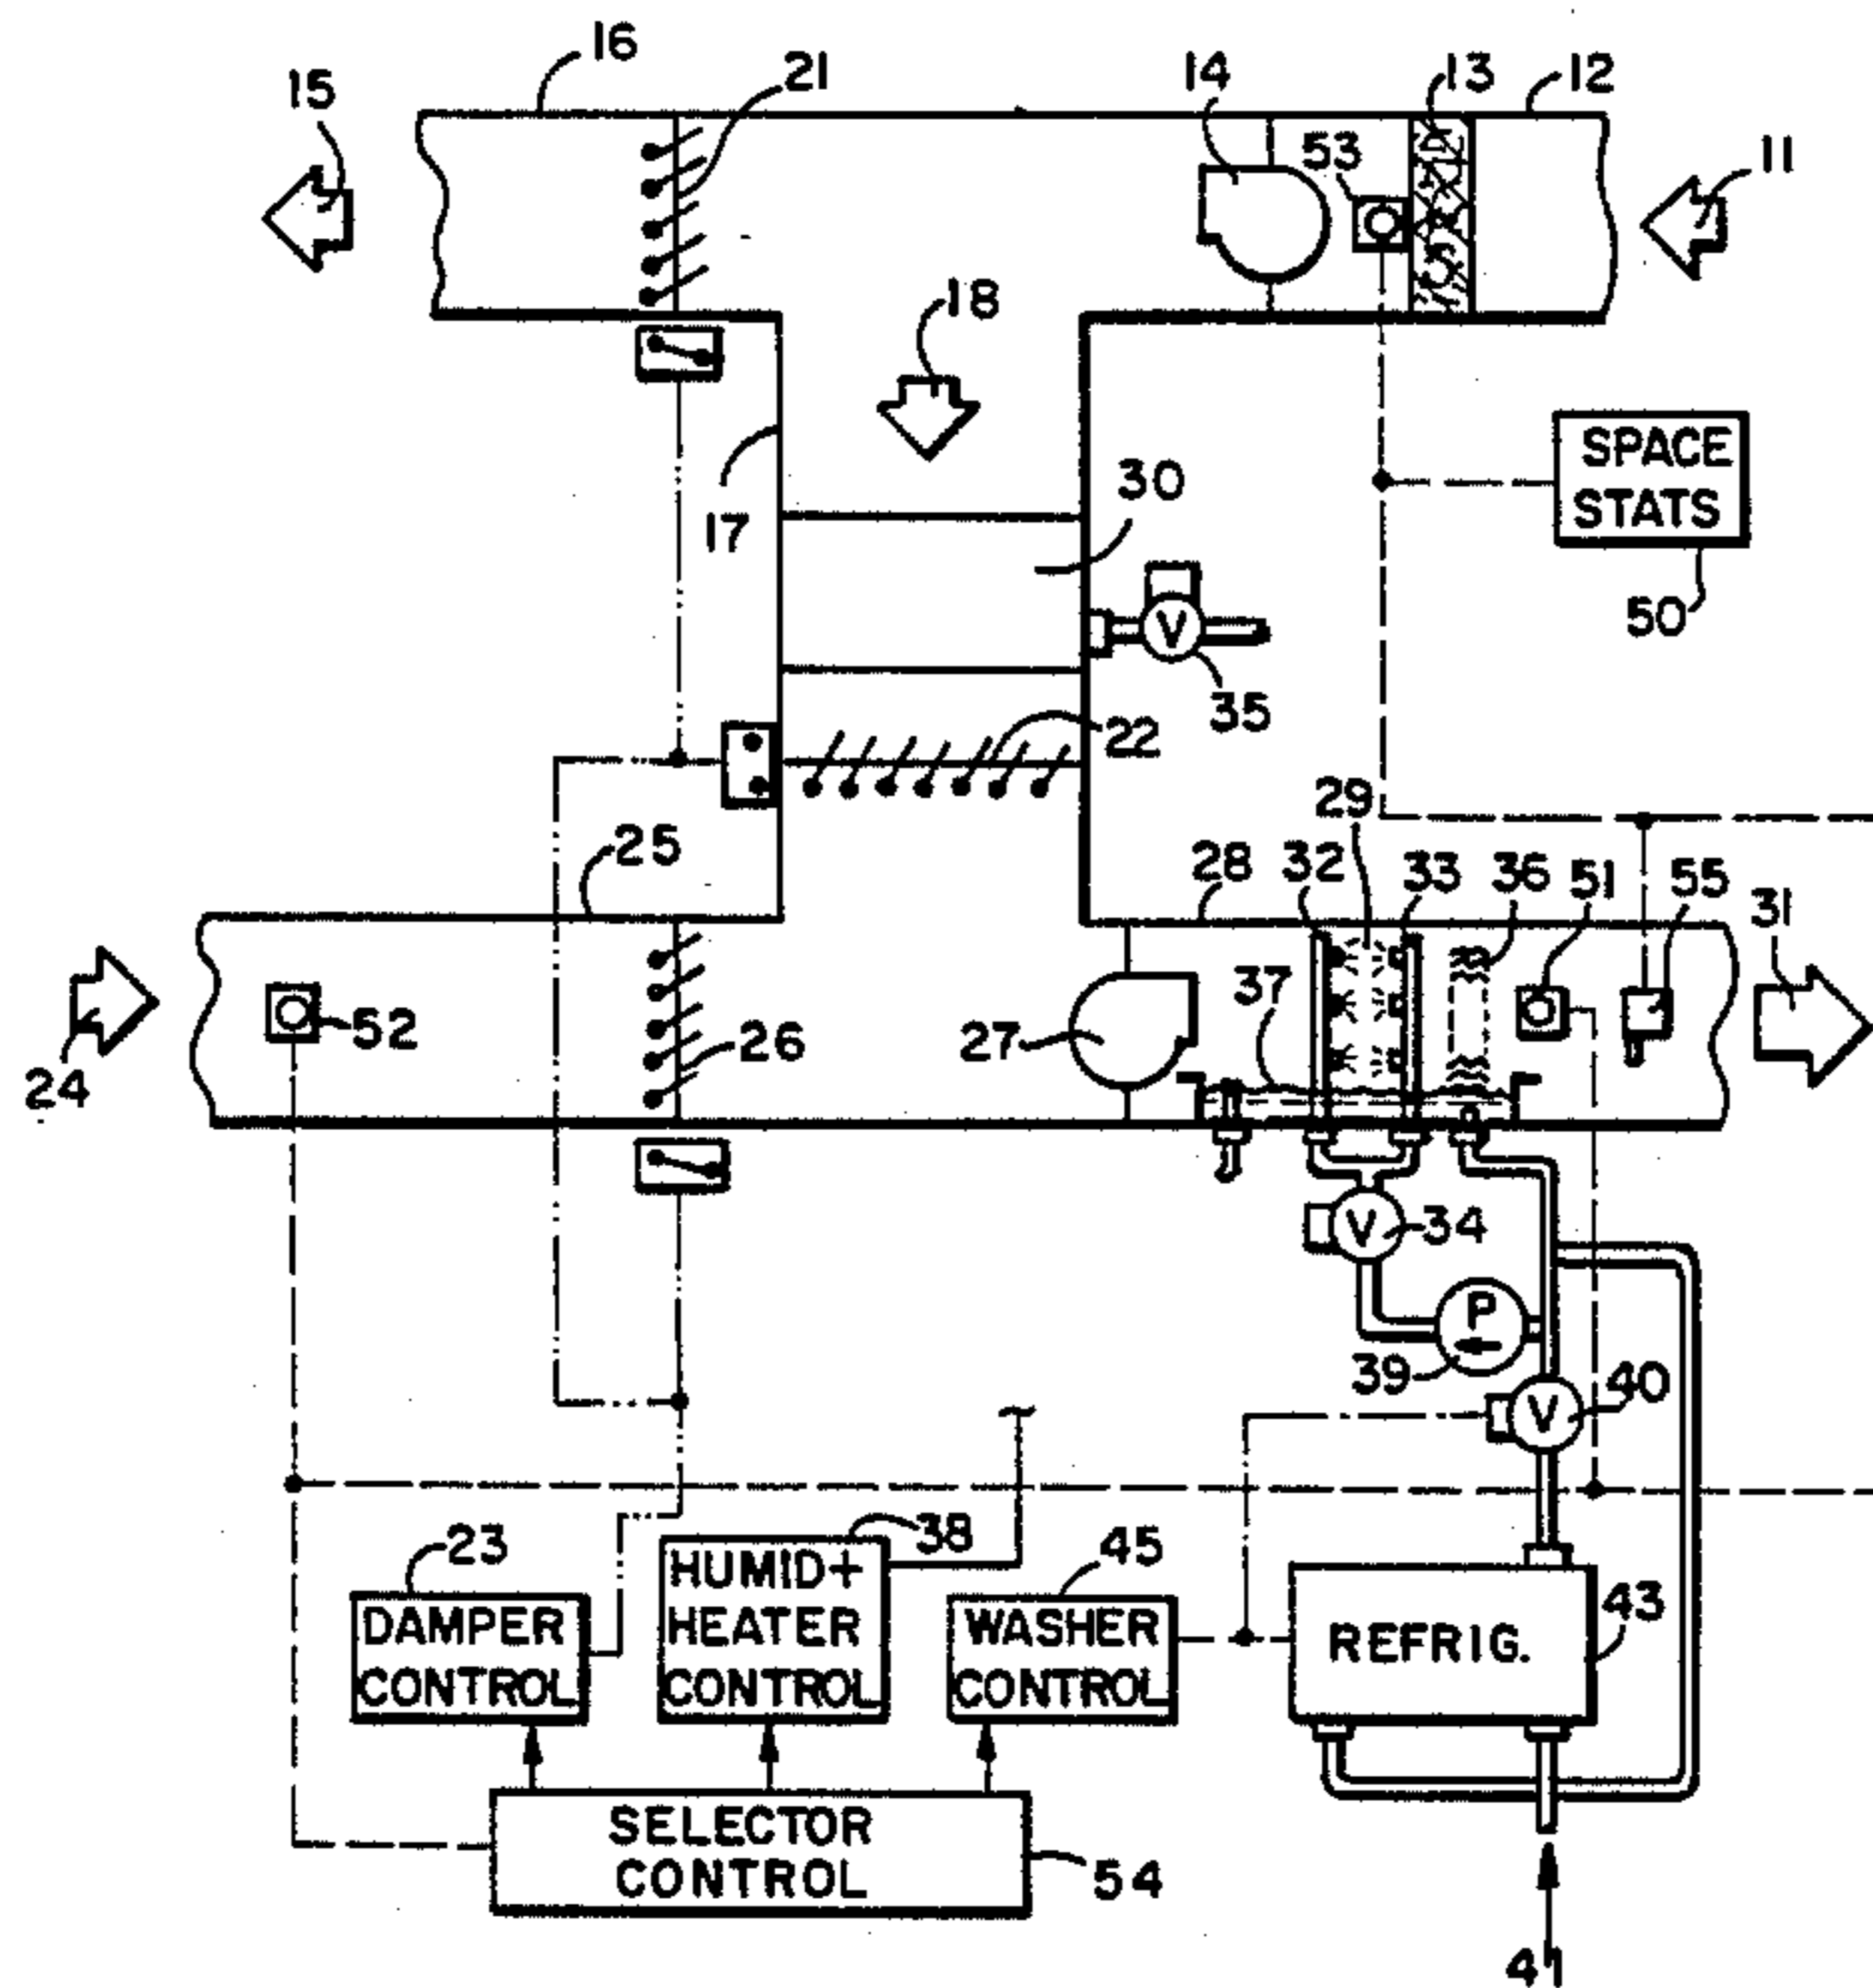 16
21
14
13
12
15
53
11
18
SPACE
STATS
30
17
50
V
35
22
29
25
28
32
33
36
51
55
31
37
52
26
27
24
V
34
P
39
40
V
23
38
45
HUMID+
HEATER
CONTROL
DAMPER
CONTROL
WASHER
CONTROL
REFRIG.
43
SELECTOR
CONTROL
54
41